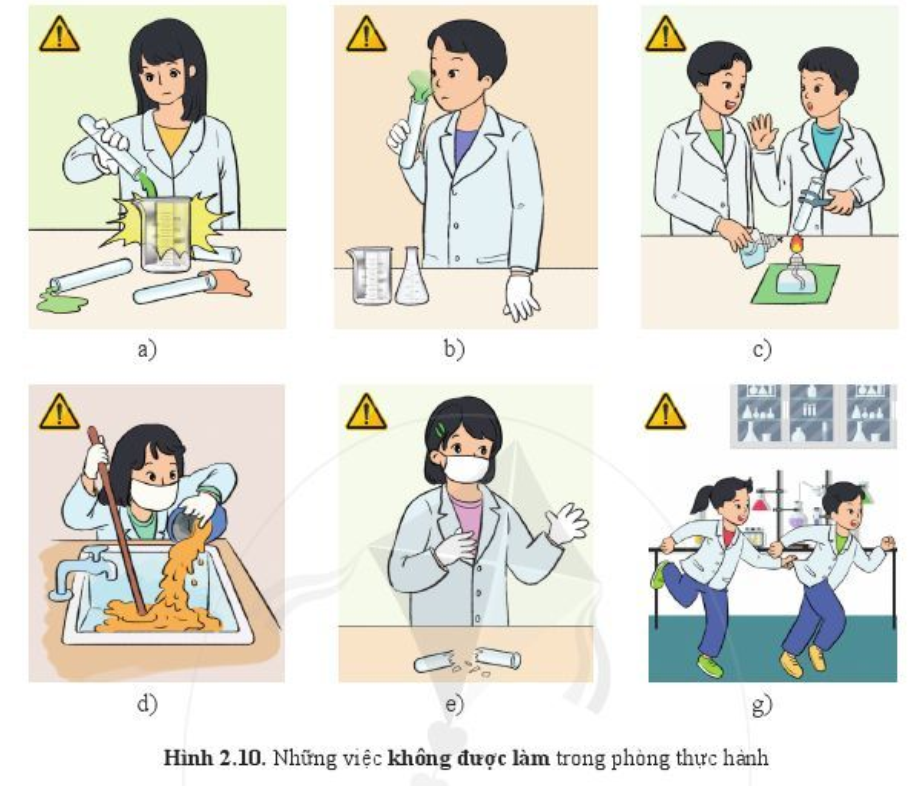 a)
b)
c)
d)
e)
g)
Hình 2.10. Những việc không được làm trong phòng thực hành